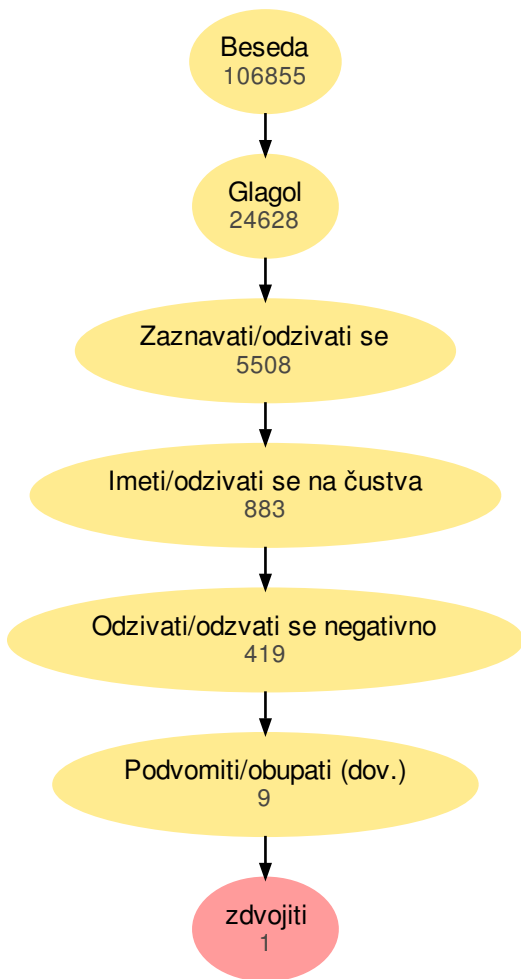 Beseda
106855
Glagol
24628
Zaznavati/odzivati se
5508
Imeti/odzivati se na čustva
883
Odzivati/odzvati se negativno
419
Podvomiti/obupati (dov.)
9
zdvojiti
1